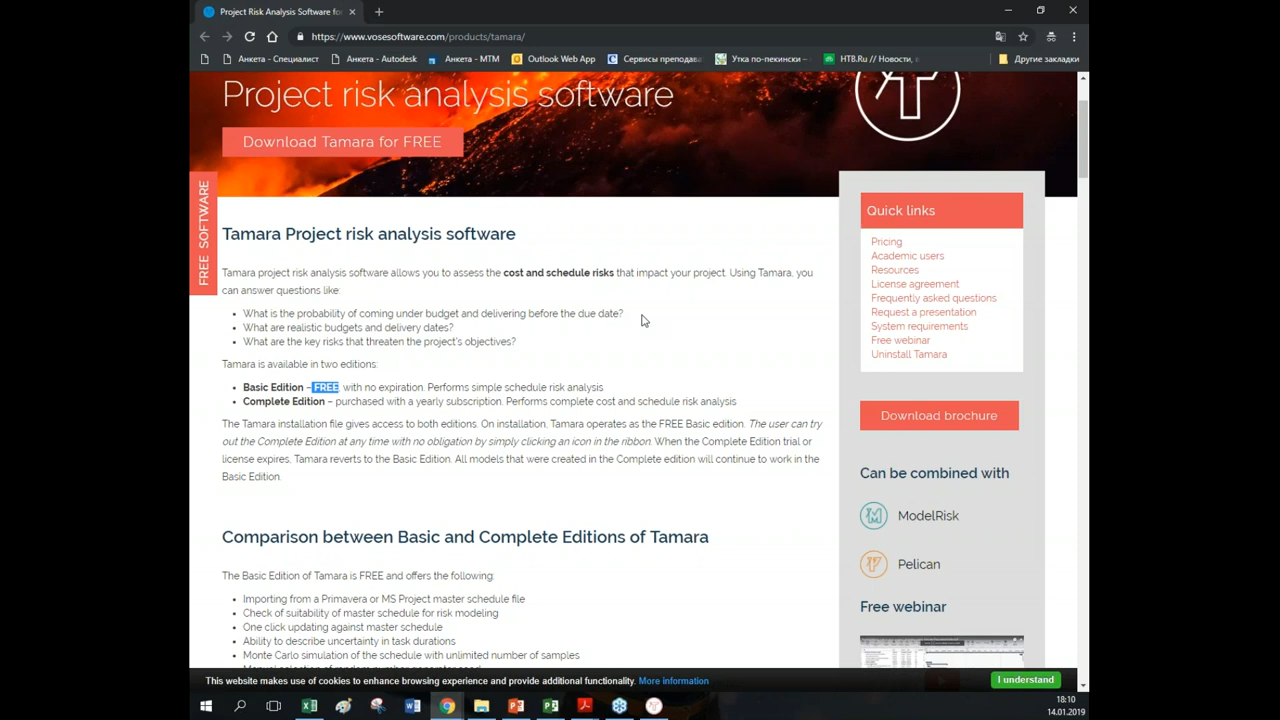 Project Risk Analysis Software for
https://www.vosesoftware.com/products/tamara/
Анкета - Специалист
Анкета - Autodesk
Анкета - МТМ
Outlook Web App
Сервисы преподава
Утка по-пекински –
НТВ.Ru // Новости,
Другие закладки
Project risk analysis software
Download Tamara for FREE
FREE SOFTWARE
Tamara Project risk analysis software
Tamara project risk analysis software allows you to assess the cost and schedule risks that impact your project. Using Tamara, you
can answer questions like:
• What is the probability of coming under budget and delivering before the due date?
• What are realistic budgets and delivery dates?
• What are the key risks that threaten the project's objectives?
Tamara is available in two editions:
• Basic Edition – FREE with no expiration. Performs simple schedule risk analysis
• Complete Edition – purchased with a yearly subscription. Performs complete cost and schedule risk analysis
The Tamara installation file gives access to both editions. On installation, Tamara operates as the FREE Basic edition. The user can try
out the Complete Edition at any time with no obligation by simply clicking an icon in the ribbon. When the Complete Edition trial or
license expires, Tamara reverts to the Basic Edition. All models that were created in the Complete edition will continue to work in the
Basic Edition.
Comparison between Basic and Complete Editions of Tamara
The Basic Edition of Tamara is FREE and offers the following:
• Importing from a Primavera or MS Project master schedule file
• Check of suitability of master schedule for risk modeling
• One click updating against master schedule
• Ability to describe uncertainty in task durations
• Monte Carlo simulation of the schedule with unlimited number of samples
Quick links
Pricing
Academic users
Resources
License agreement
Frequently asked questions
Request a presentation
System requirements
Free webinar
Uninstall Tamara
Download brochure
Can be combined with
ModelRisk
Pelican
Free webinar
This website makes use of cookies to enhance browsing experience and provide additional functionality. More information
I understand
18:10
14.01.2019